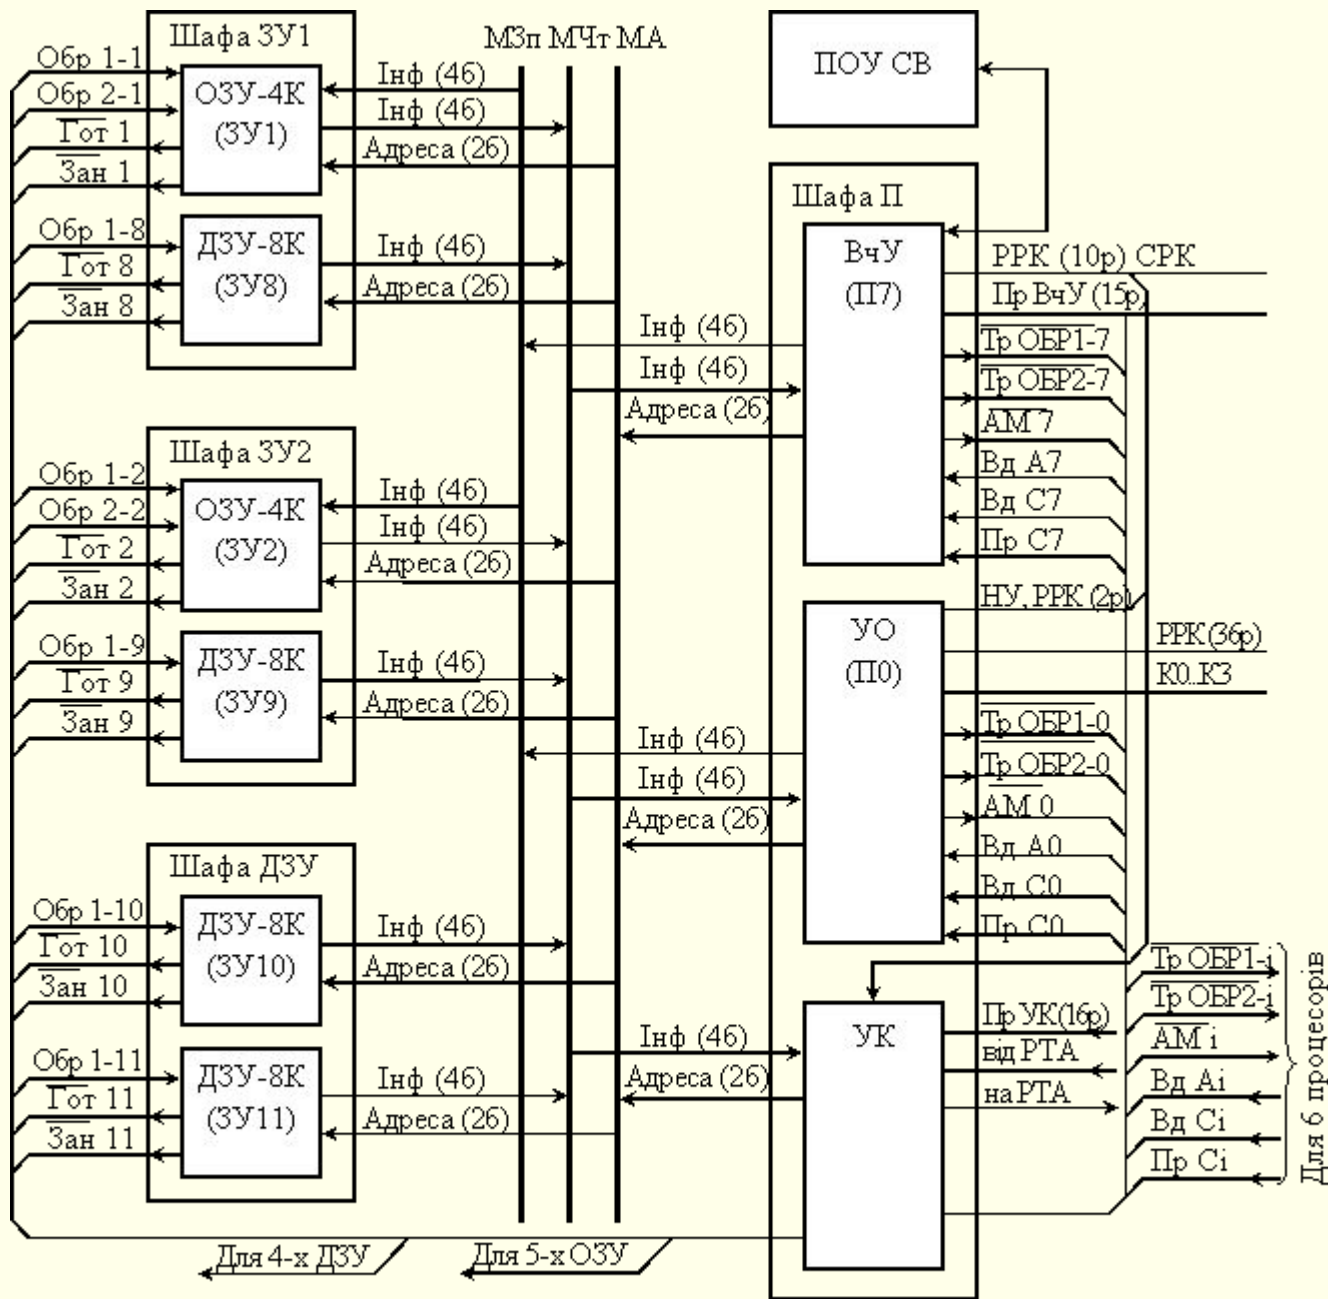 Шафа ЗУ1
Обр 1-1
Обр 2-1
Гот 1
Зан 1
ОЗУ-4К
(ЗУ1)
Обр 1-8
Гот 8
Зан 8
ДЗУ-8К
(ЗУ8)
Шафа ЗУ2
Обр 1-2
Обр 2-2
Гот 2
Зан 2
ОЗУ-4К
(ЗУ2)
Обр 1-9
Гот 9
Зан 9
ДЗУ-8К
(ЗУ9)
Шафа ДЗУ
Обр 1-10
Гот 10
Зан 10
ДЗУ-8К
(ЗУ10)
Обр 1-11
Гот 11
Зан 11
ДЗУ-8К
(ЗУ11)
МЗп МЧт МА
Інф (46)
Інф (46)
Адреса (26)
Інф (46)
Адреса (26)
Інф (46)
Інф (46)
Адреса (26)
Інф (46)
Адреса (26)
Інф (46)
Адреса (26)
Інф (46)
Адреса (26)
Інф (46)
Інф (46)
Адреса (26)
Інф (46)
Інф (46)
Адреса (26)
Інф (46)
Адреса (26)
ПОУ СВ
Шафа П
ВчУ
(П7)
РРК (10р) СРК
Пр ВчУ (15р)
Тр ОБР1-7
Тр ОБР2-7
АМ 7
Вд А7
Вд С7
Пр С7
УО
(П0)
НУ, РРК (2р)
РРК(36р)
К0..К3
Тр ОБР1-0
Тр ОБР2-0
АМ 0
Вд А0
Вд С0
Пр С0
УК
Пр УК(16р)
від РТА
на РТА
Тр ОБР1-і
Тр ОБР2-і
АМ і
Вд Аі
Вд Сі
Пр Сі
Для 6 процесорів
Для 4-х ДЗУ
Для 5-х ОЗУ